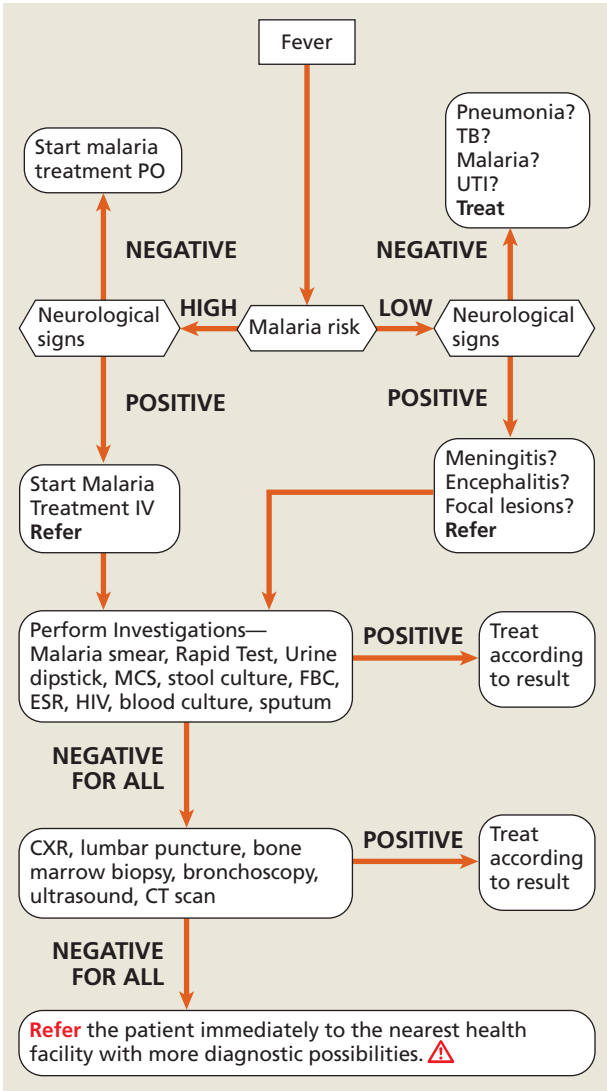 Fever
Start malaria
treatment PO
Pneumonia?
TB?
Malaria?
UTI?
Treat
NEGATIVE
NEGATIVE
Neurological
signs
HIGH
Malaria risk
LOW
Neurological
signs
POSITIVE
POSITIVE
Start Malaria
Treatment IV
Refer
Meningitis?
Encephalitis?
Focal lesions?
Refer
Perform Investigations—
Malaria smear, Rapid Test, Urine
dipstick, MCS, stool culture, FBC,
ESR, HIV, blood culture, sputum
POSITIVE
Treat
according
to result
NEGATIVE
FOR ALL
CXR, lumbar puncture, bone
marrow biopsy, bronchoscopy,
ultrasound, CT scan
POSITIVE
Treat
according
to result
NEGATIVE
FOR ALL
Refer the patient immediately to the nearest health
facility with more diagnostic possibilities.